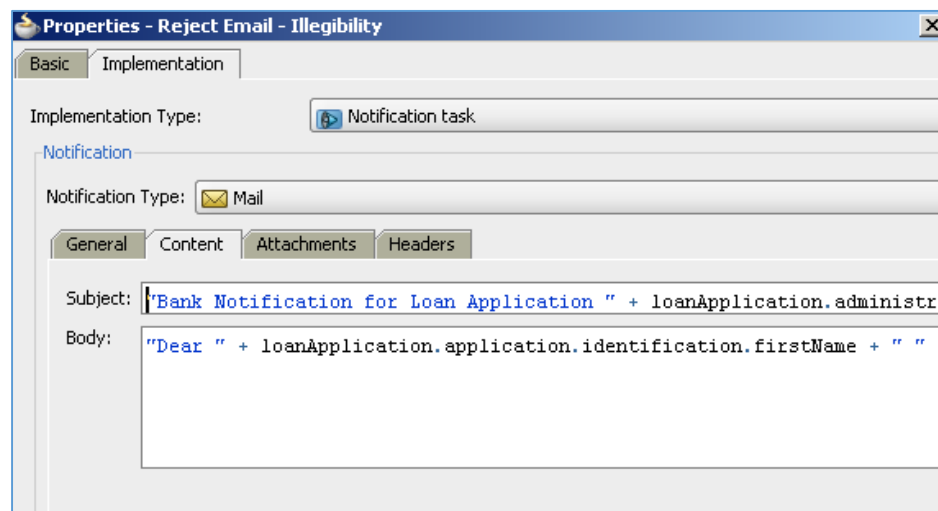 Properties - Reject Email - Illegibility
Basic Implementation
Implementation Type: Notification task
Notification
Notification Type: Mail
General Content Attachments Headers
Subject: "Bank Notification for Loan Application " + loanApplication.administr
Body: "Dear " + loanApplication.application.identification.firstName + " "